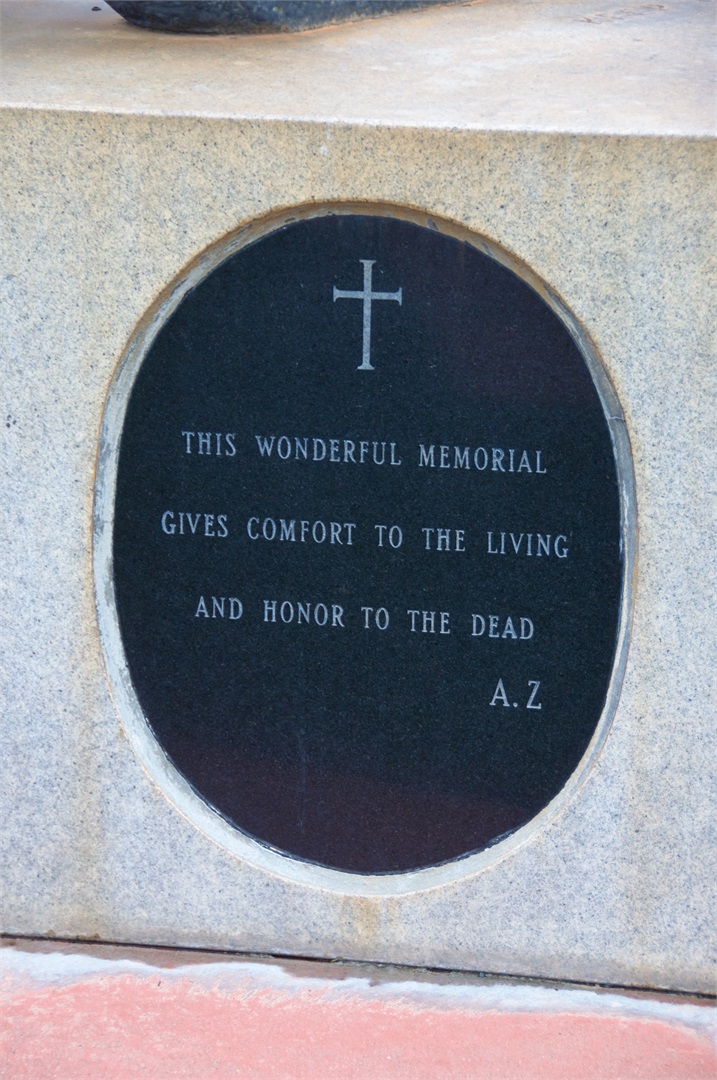 THIS WONDERFUL MEMORIAL
GIVES COMFORT TO THE LIVING
AND HONOR TO THE DEAD
A. Z